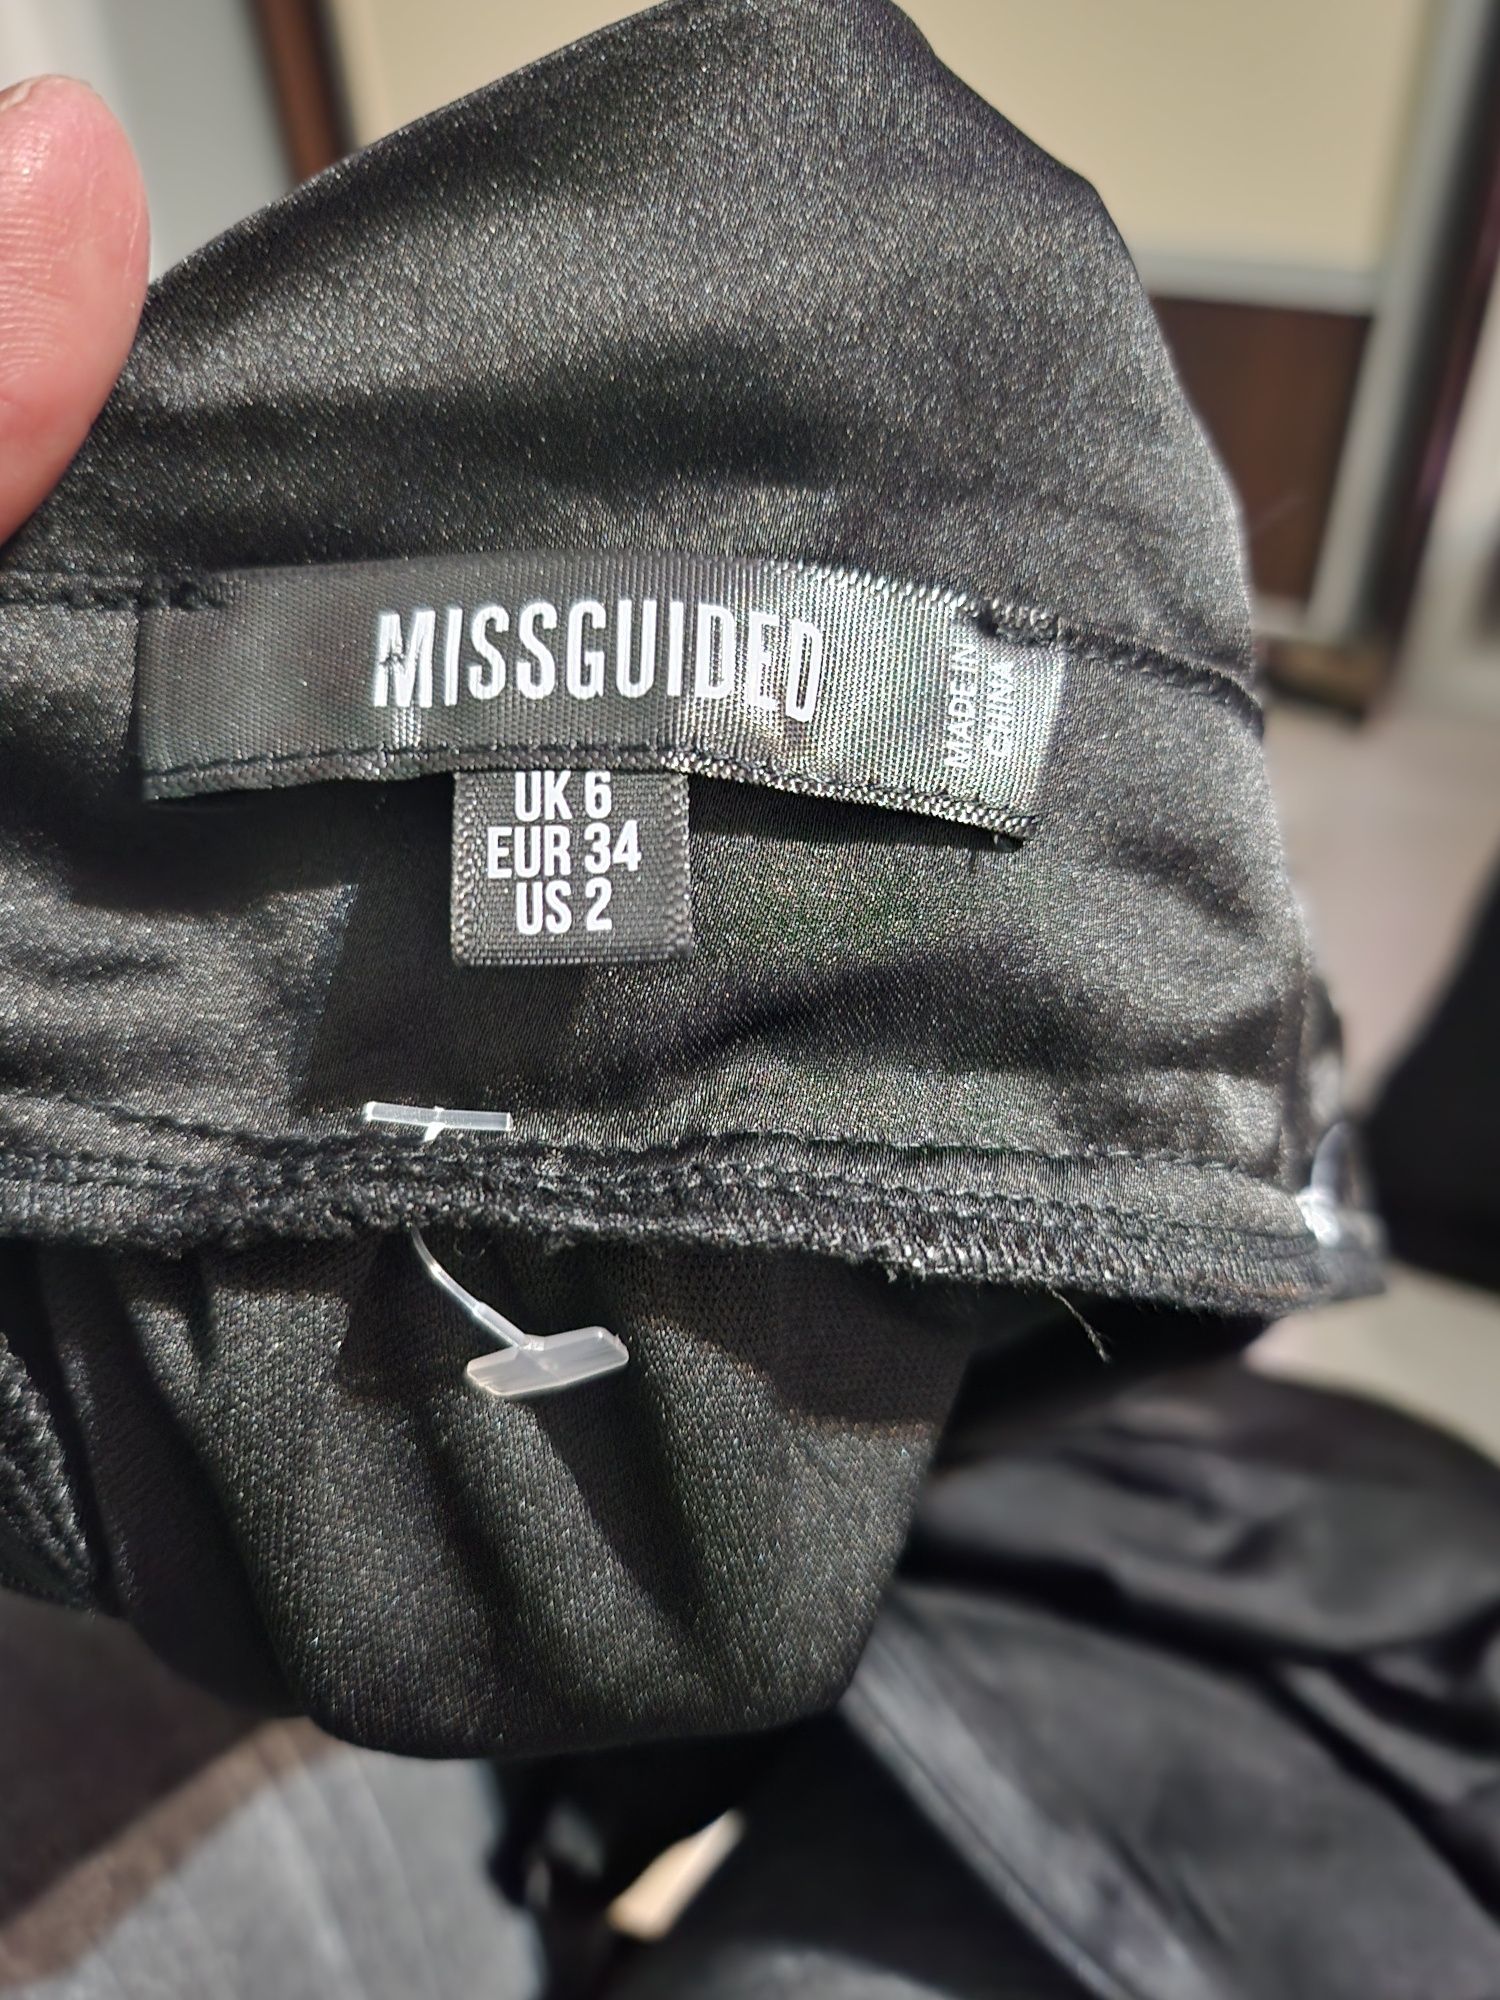 MISSGUIDED
MADE IN
CHINA
UK 6
EUR 34
US 2